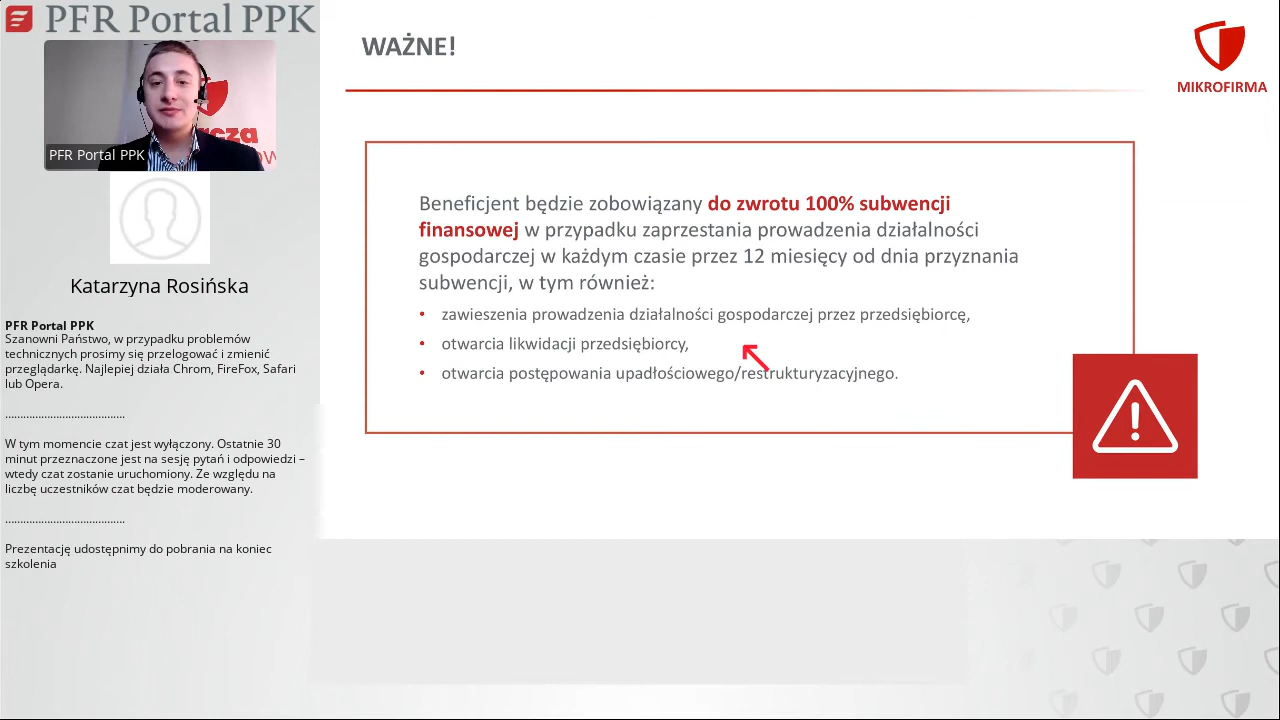 PFR Portal PPK
PFR Portal PPK
Katarzyna Rosińska
PFR Portal PPK
Szanowni Państwo, w przypadku problemów
technicznych prosimy się przelogować i zmienić
przeglądarkę. Najlepiej działa Chrom, FireFox, Safari
lub Opera.
........................................
W tym momencie czat jest wyłączony. Ostatnie 30
minut przeznaczone jest na sesję pytań i odpowiedzi –
wtedy czat zostanie uruchomiony. Ze względu na
liczbę uczestników czat będzie moderowany.
........................................
Prezentację udostępnimy do pobrania na koniec
szkolenia
WAŻNE!
MIKROFIRMA
Beneficjent będzie zobowiązany do zwrotu 100% subwencji
finansowej w przypadku zaprzestania prowadzenia działalności
gospodarczej w każdym czasie przez 12 miesięcy od dnia przyznania
subwencji, w tym również:
• zawieszenia prowadzenia działalności gospodarczej przez przedsiębiorcę,
• otwarcia likwidacji przedsiębiorcy,
• otwarcia postępowania upadłościowego/restrukturyzacyjnego.